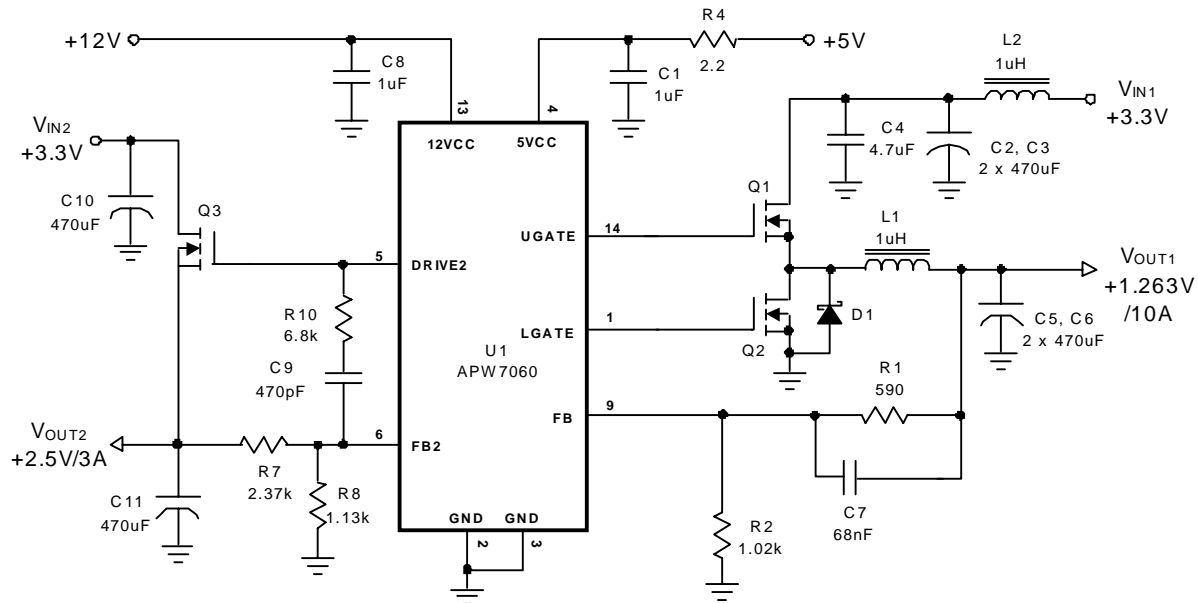 +12V
C8
1uF
13
C1
1uF
R4
2.2
+5V
4
L2
1uH
VIN1
+3.3V
C4
4.7uF
C2, C3
2 x 470uF
VIN2
+3.3V
C10
470uF
Q3
12VCC
5VCC
Q1
UGATE
14
L1
1uH
VOUT1
+1.263V
/10A
5
DRIVE2
R10
6.8k
C9
470pF
LGATE
1
Q2
D1
C5, C6
2 x 470uF
U1
APW7060
R1
590
FB
9
VOUT2
+2.5V/3A
6
FB2
R7
2.37k
R8
1.13k
C11
470uF
C7
68nF
R2
1.02k
GND
GND
2
3